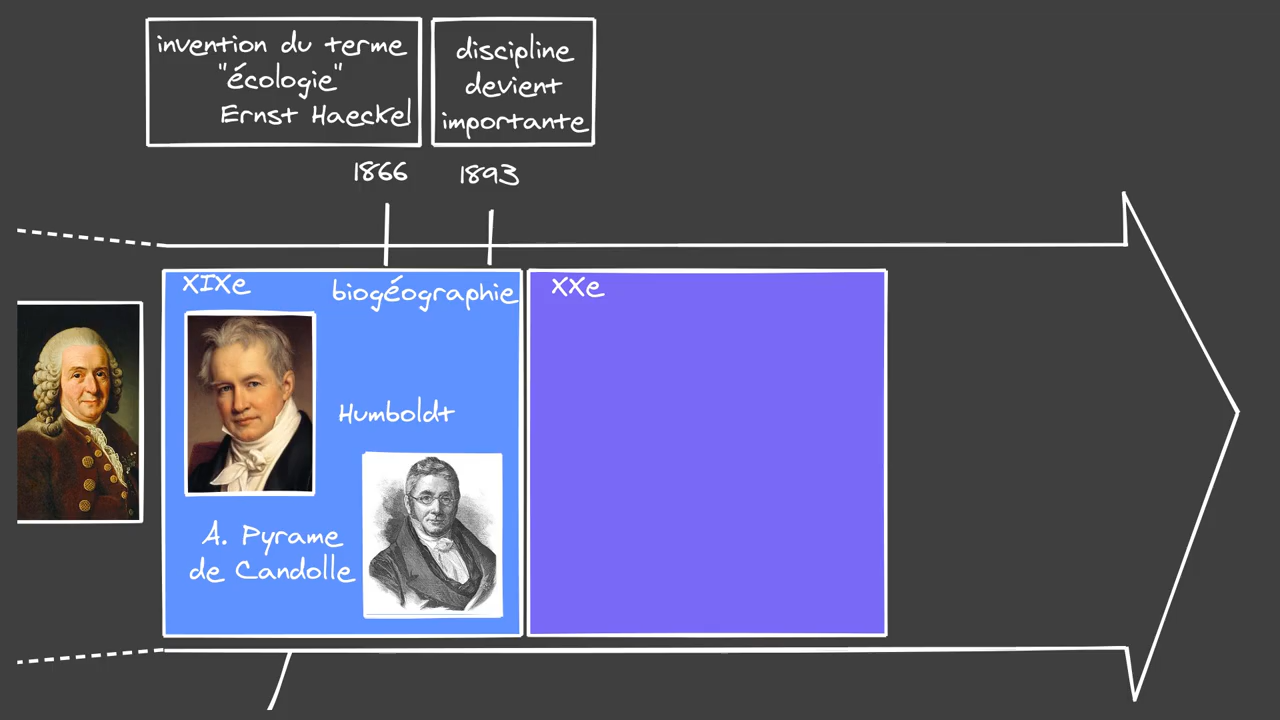 invention du terme
"écologie"
Ernst Haeckel
discipline
devient
importante
1866
1893
XIXe
biogéographie
XXe
Humboldt
A. Pyrame
de Candolle